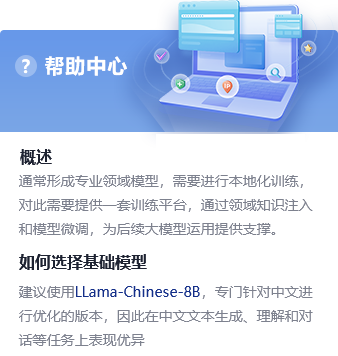 ? 帮助中心
IP
概述
通常形成专业领域模型，需要进行本地化训练，
对此需要提供一套训练平台，通过领域知识注入
和模型微调，为后续大模型运用提供支撑。
如何选择基础模型
建议使用LLama-Chinese-8B，专门针对中文进
行优化的版本，因此在中文文本生成、理解和对
话等任务上表现优异